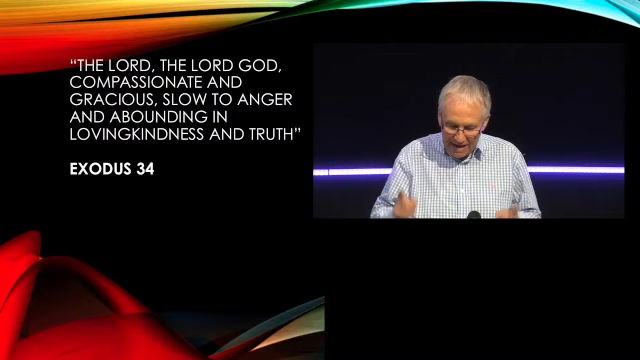 “THE LORD, THE LORD GOD,
COMPASSIONATE AND
GRACIOUS, SLOW TO ANGER
AND ABOUNDING IN
LOVINGKINDNESS AND TRUTH”
EXODUS 34